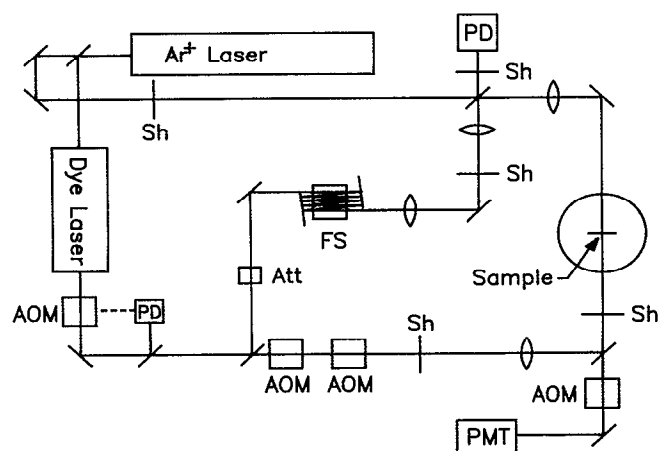 PD
Ar+ Laser
Sh
Sh
Dye Laser
Sh
FS
Sample
Att
AOM
PD
Sh
Sh
AOM
AOM
AOM
PMT